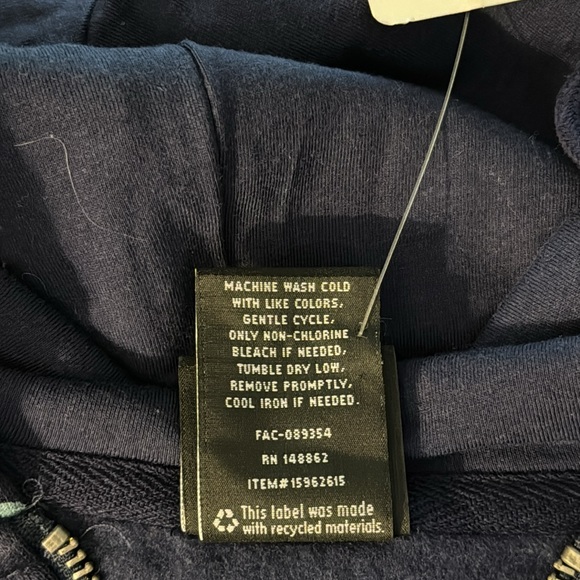 MACHINE WASH COLD
WITH LIKE COLORS,
GENTLE CYCLE,
ONLY NON-CHLORINE
BLEACH IF NEEDED,
TUMBLE DRY LOW,
REMOVE PROMPTLY,
COOL IRON IF NEEDED.
FAC-089354
RN 148862
ITEM#15962615
This label was made
with recycled materials.